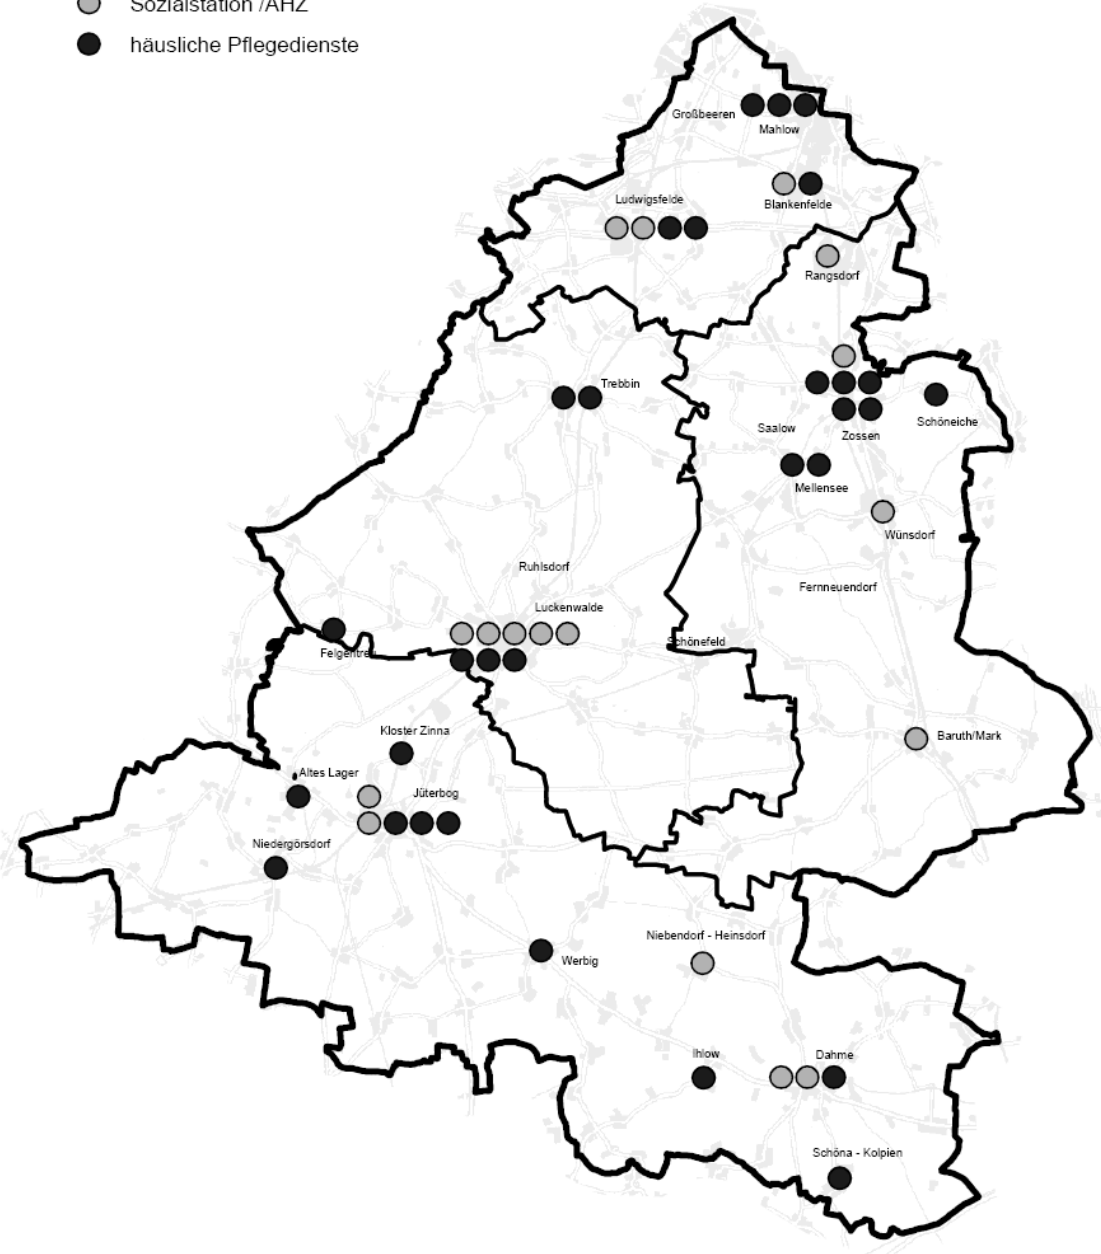 Sozialstation /AHZ
häusliche Pflegedienste
Großbeeren
Mahlow
Blankenfelde
Ludwigsfelde
Rangsdorf
Trebbin
Schöneiche
Saalow
Zossen
Mellensee
Wünsdorf
Ruhlsdorf
Fernneuendorf
Luckenwalde
Schönefeld
Felgentreu
Kloster Zinna
Baruth/Mark
Altes Lager
Jüterbog
Niedergörsdorf
Niebendorf - Heinsdorf
Werbig
Ihlow
Dahme
Schöna - Kolpien